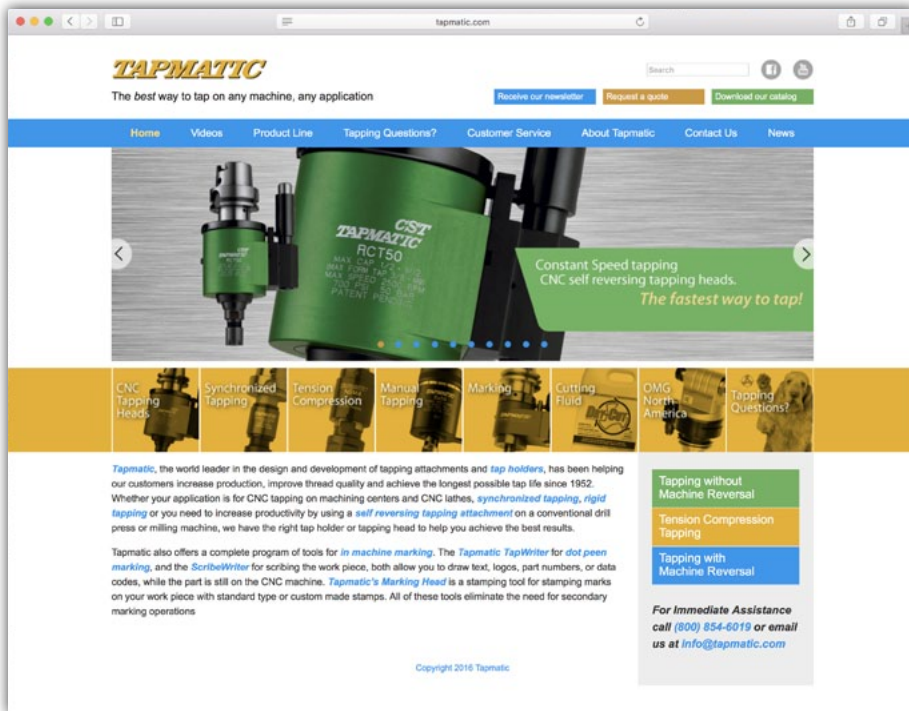 tapmatic.com
TAPMATIC
The best way to tap on any machine, any application
Search
Receive our newsletter
Request a quote
Download our catalog
Home Videos Product Line Tapping Questions? Customer Service About Tapmatic Contact Us News
CST
TAPMATIC
RCT50
MAX SPEED 2500 RPM
PATENT PENDING
Constant Speed tapping
CNC self reversing tapping heads.
The fastest way to tap!
CNC
Tapping
Heads
Synchronized
Tapping
Tension
Compression
Manual
Tapping
Marking
Cutting
Fluid
OMG
North
America
Tapping
Questions?
Tapmatic, the world leader in the design and development of tapping attachments and tap holders, has been helping
our customers increase production, improve thread quality and achieve the longest possible tap life since 1952.
Whether your application is for CNC tapping on machining centers and CNC lathes, synchronized tapping, rigid
tapping or you need to increase productivity by using a self reversing tapping attachment on a conventional drill
press or milling machine, we have the right tap holder or tapping head to help you achieve the best results.
Tapmatic also offers a complete program of tools for in machine marking. The Tapmatic TapWriter for dot peen
marking, and the ScribeWriter for scribing the work piece, both allow you to draw text, logos, part numbers, or data
codes, while the part is still on the CNC machine. Tapmatic's Marking Head is a stamping tool for stamping marks
on your work piece with standard type or custom made stamps. All of these tools eliminate the need for secondary
marking operations
Tapping without
Machine Reversal
Tension Compression
Tapping
Tapping with
Machine Reversal
For Immediate Assistance
call (800) 854-6019 or email
us at info@tapmatic.com
Copyright 2016 Tapmatic